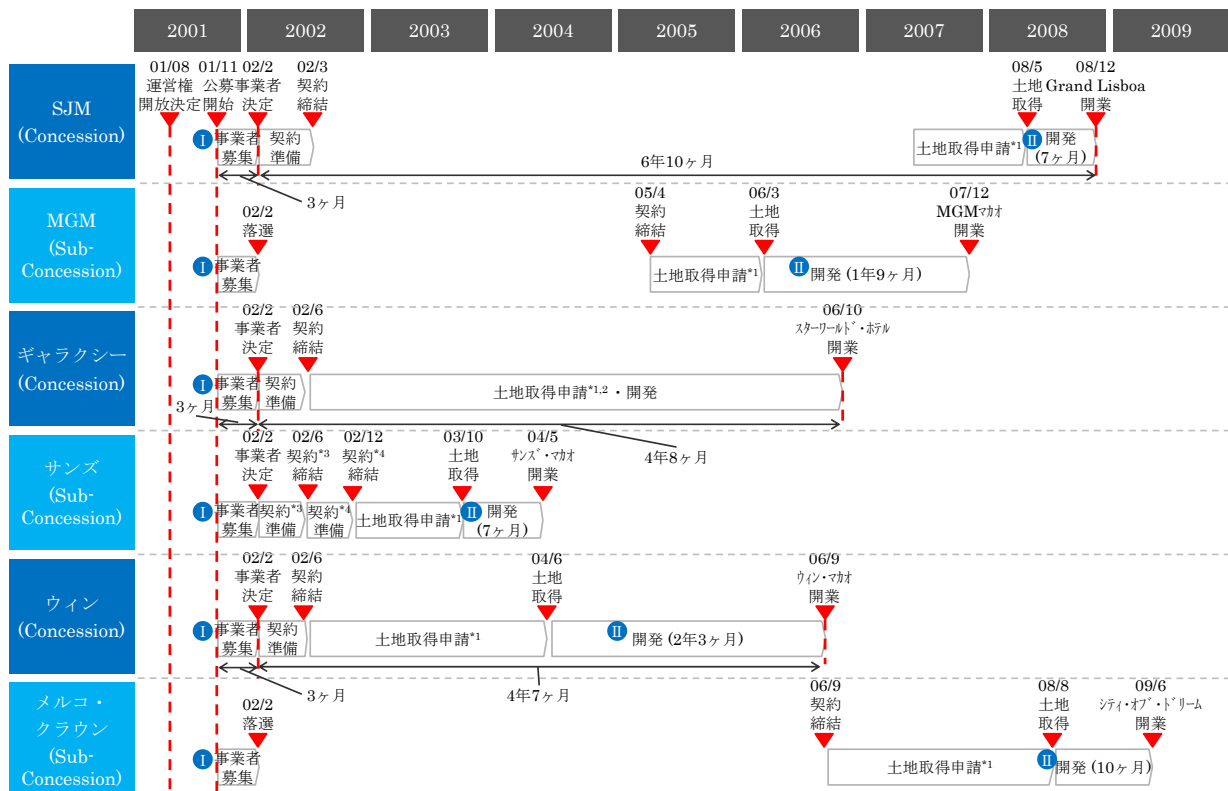 2001 2002 2003 2004 2005 2006 2007 2008 2009
SJM
(Concession)
01/08
運営権
開放決定
01/11
公募
開始
02/2
事業者
決定
02/3
契約
締結
08/5
土地
取得
08/12
Grand Lisboa
開業
I
事業者
募集
契約
準備
土地取得申請*1
II
開発
(7ヶ月)
3ヶ月
6年10ヶ月
MGM
(Sub-
Concession)
02/2
落選
05/4
契約
締結
06/3
土地
取得
07/12
MGMマカオ
開業
I
事業者
募集
土地取得申請*1
II
開発 (1年9ヶ月)
ギャラクシー
(Concession)
02/2
事業者
決定
02/6
契約
締結
06/10
スターワールド・ホテル
開業
I
事業者
募集
契約
準備
土地取得申請*1,2・開発
3ヶ月
4年8ヶ月
サンズ
(Sub-
Concession)
02/2
事業者
決定
02/6
契約*3
締結
02/12
契約*4
締結
03/10
土地
取得
04/5
サンズ・マカオ
開業
I
事業者
募集
契約*3
準備
契約*4
準備
土地取得申請*1
II
開発
(7ヶ月)
ウィン
(Concession)
02/2
事業者
決定
02/6
契約
締結
04/6
土地
取得
06/9
ウィン・マカオ
開業
I
事業者
募集
契約
準備
土地取得申請*1
II
開発 (2年3ヶ月)
3ヶ月
4年7ヶ月
メルコ・
クラウン
(Sub-
Concession)
02/2
落選
06/9
契約
締結
08/8
土地
取得
09/6
シティ・オブ・ドリーム
開業
I
事業者
募集
土地取得申請*1
II
開発 (10ヶ月)